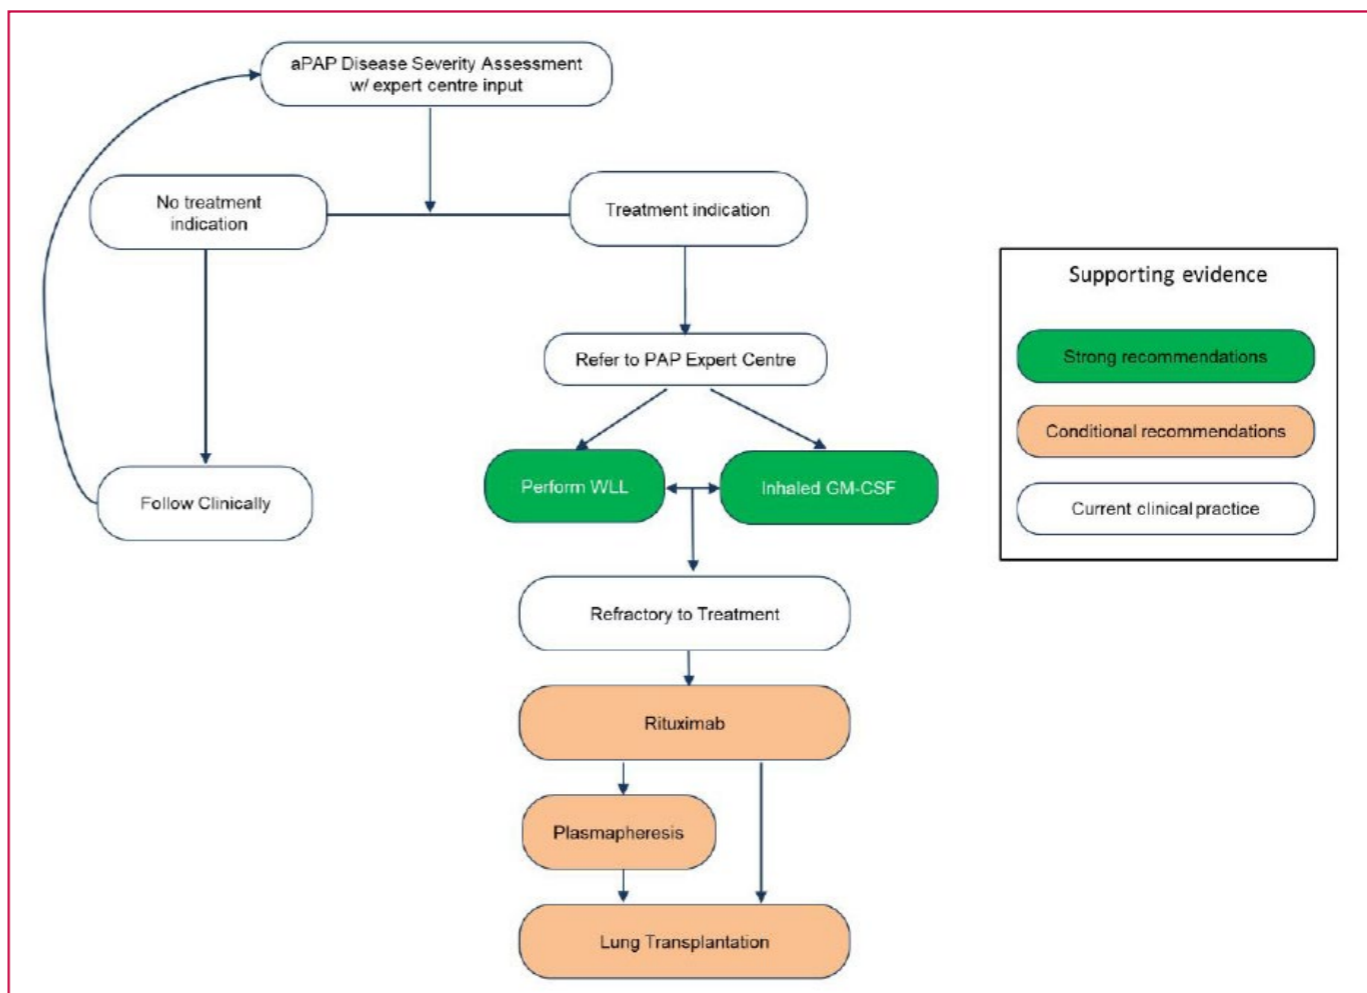 aPAP Disease Severity Assessment
w/ expert centre input
No treatment
indication
Treatment indication
Refer to PAP Expert Centre
Perform WLL
Inhaled GM-CSF
Follow Clinically
Refractory to Treatment
Rituximab
Plasmapheresis
Lung Transplantation
Supporting evidence
Strong recommendations
Conditional recommendations
Current clinical practice